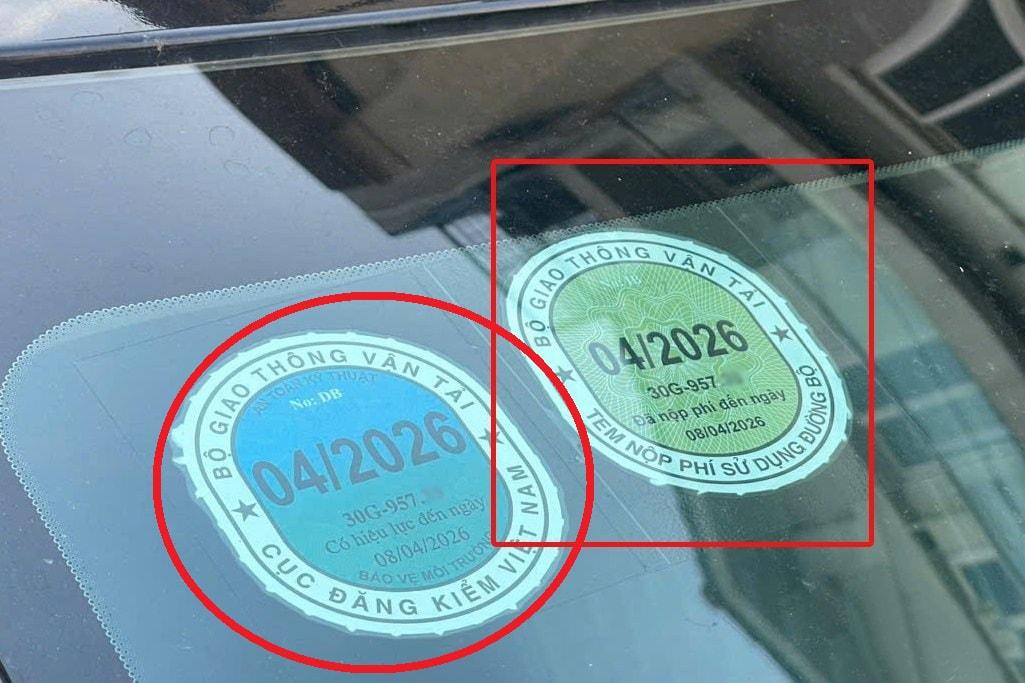 BỘ GIAO THÔNG VẬN TẢI
AN TOÀN KỸ THUẬT
No: DB
04/2026
30G-957.
Có hiệu lực đến ngày
08/04/2026
BẢO VỆ MÔI TRƯỜNG
★ CỤC ĐĂNG KIỂM VIỆT NAM ★
BỘ GIAO THÔNG VẬN TẢI
04/2026
30G-957.
Đã nộp phí đến ngày
08/04/2026
★ TEM NỘP PHÍ SỬ DỤNG ĐƯỜNG BỘ ★